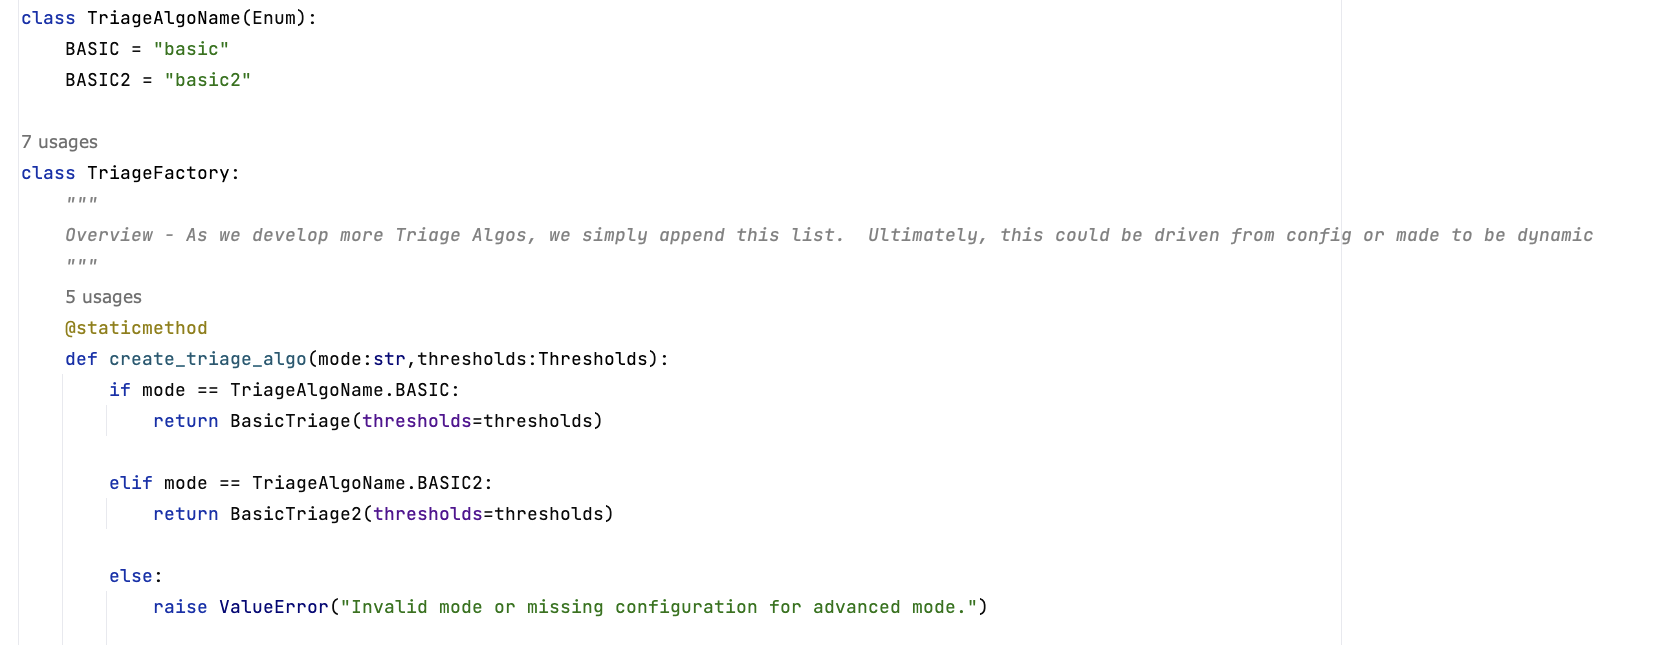 class TriageAlgoName(Enum):
    BASIC = "basic"
    BASIC2 = "basic2"
7 usages
class TriageFactory:
    """
    Overview - As we develop more Triage Algos, we simply append this list.  Ultimately, this could be driven from config or made to be dynamic
    """
    5 usages
    @staticmethod
    def create_triage_algo(mode:str,thresholds:Thresholds):
        if mode == TriageAlgoName.BASIC:
            return BasicTriage(thresholds=thresholds)
        elif mode == TriageAlgoName.BASIC2:
            return BasicTriage2(thresholds=thresholds)
        else:
            raise ValueError("Invalid mode or missing configuration for advanced mode.")